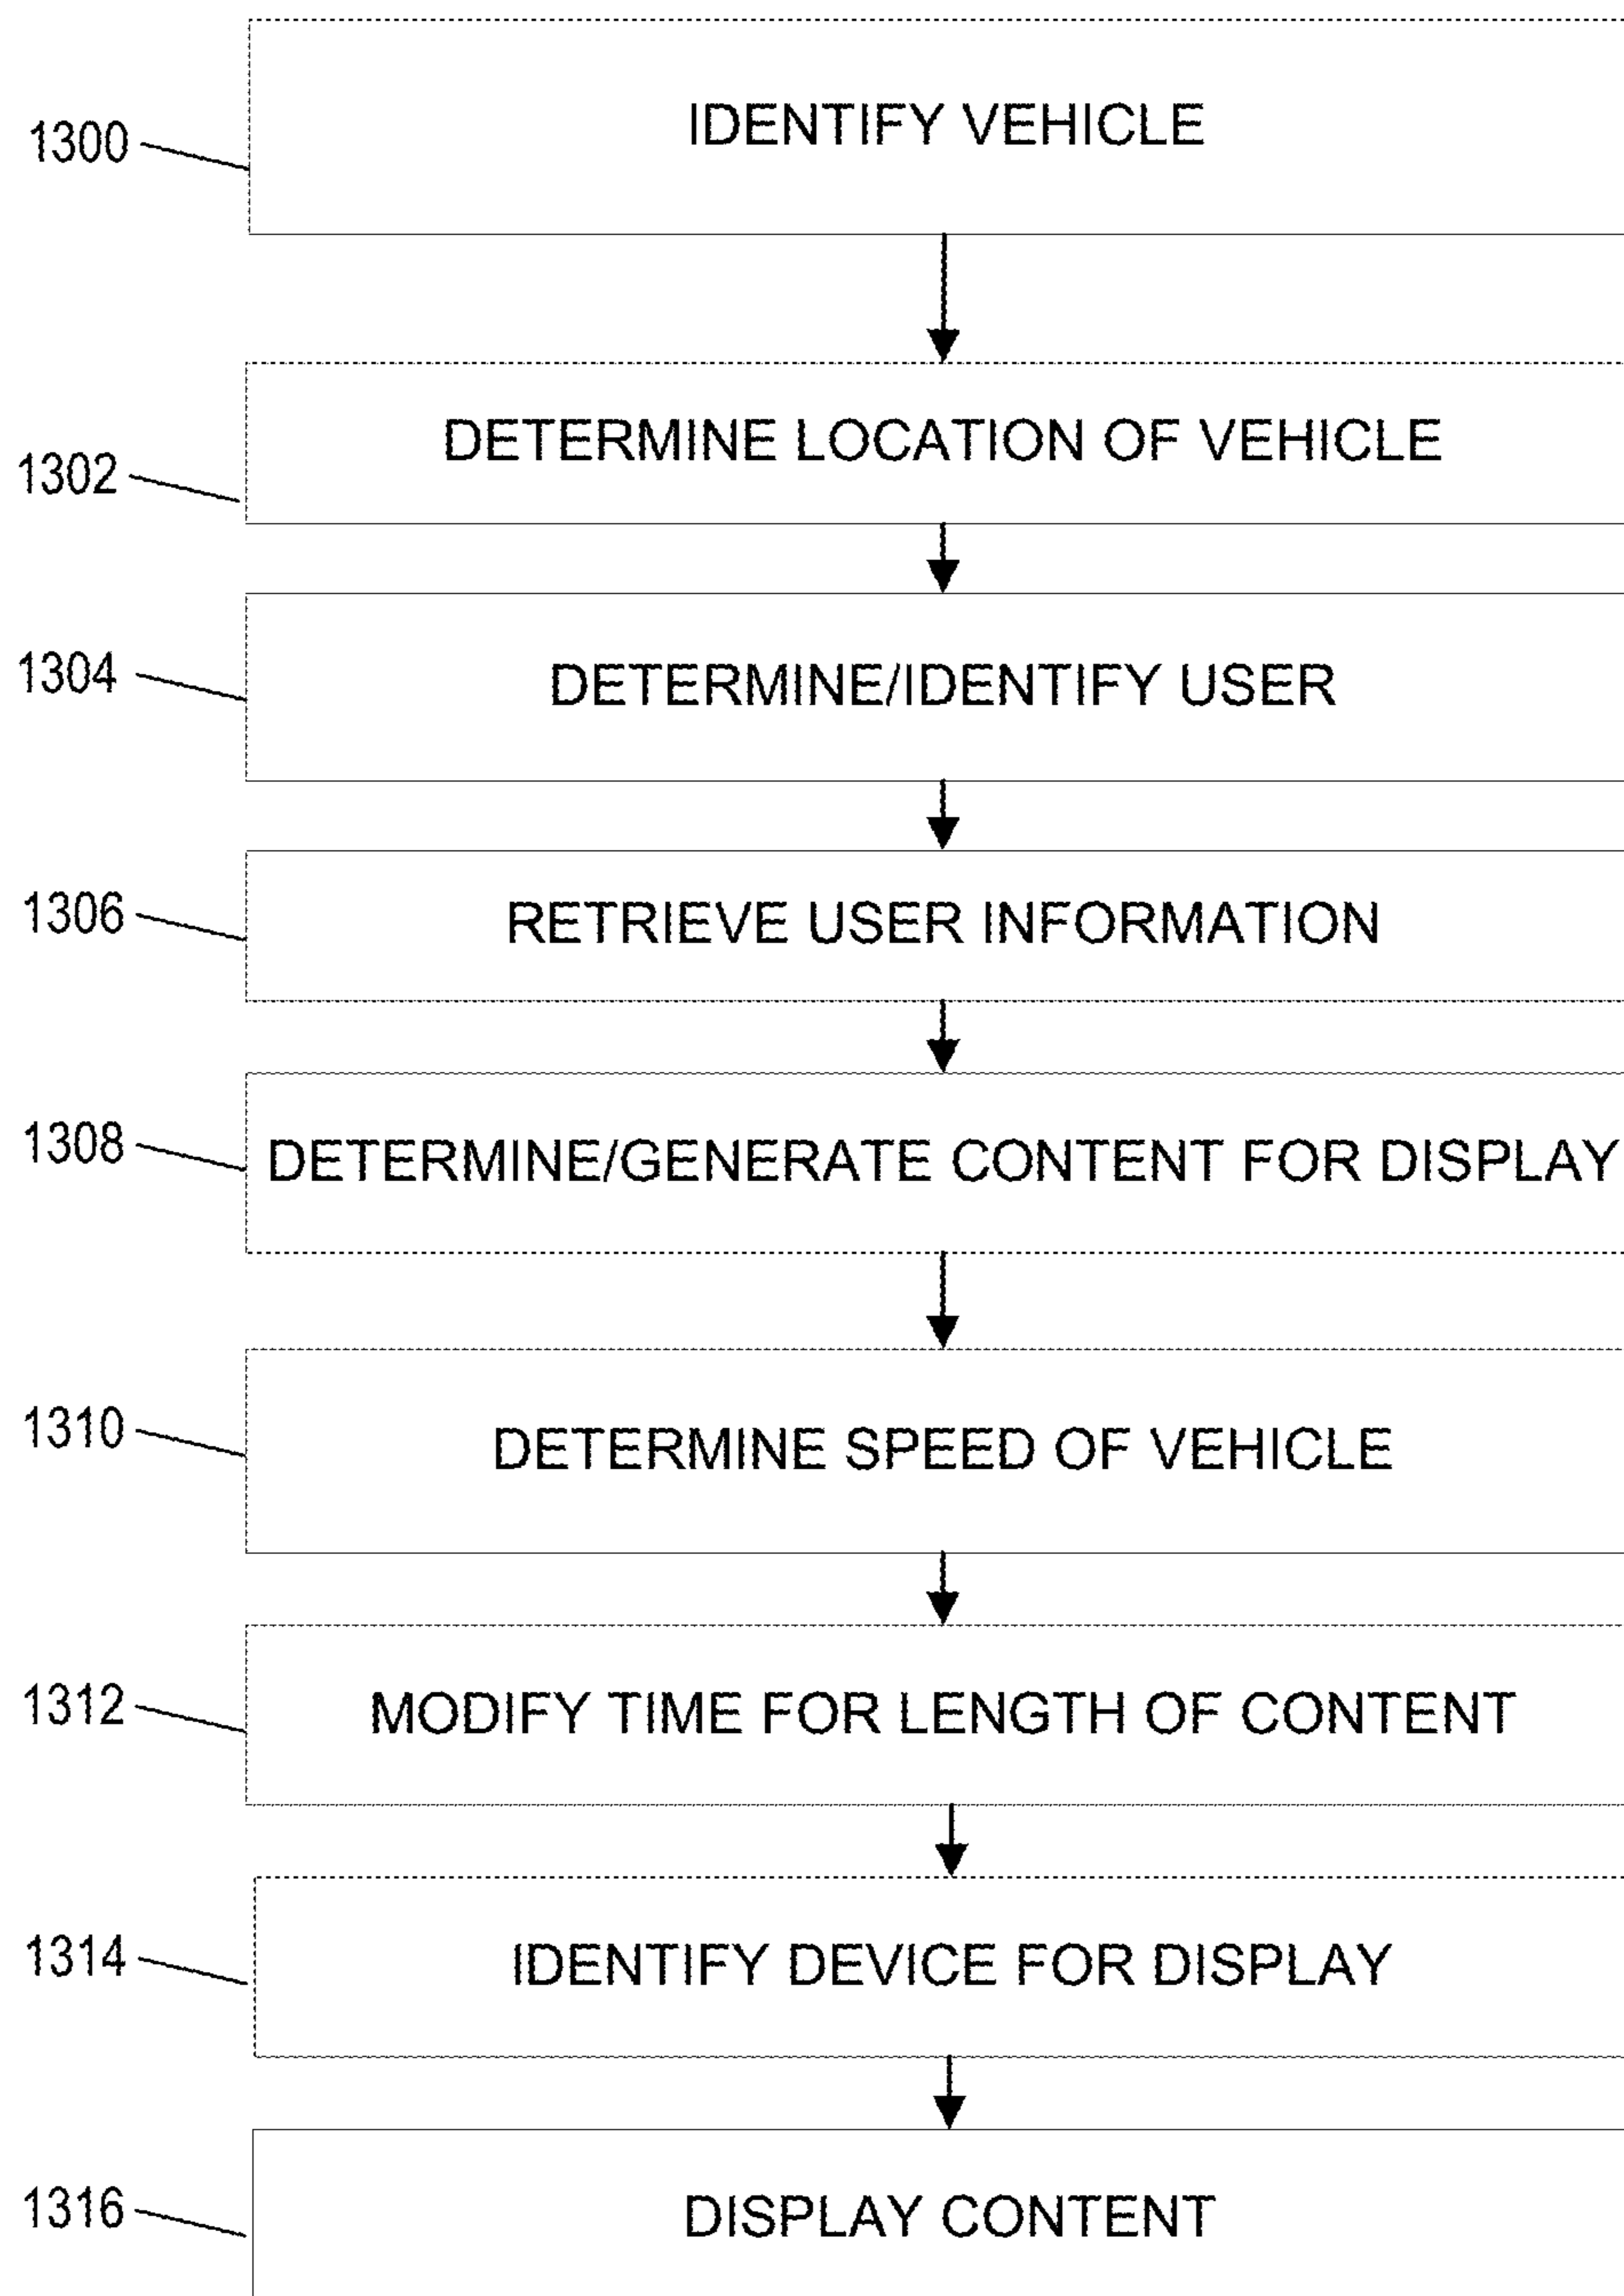 1300
IDENTIFY VEHICLE
1302
DETERMINE LOCATION OF VEHICLE
1304
DETERMINE/IDENTIFY USER
1306
RETRIEVE USER INFORMATION
1308
DETERMINE/GENERATE CONTENT FOR DISPLAY
1310
DETERMINE SPEED OF VEHICLE
1312
MODIFY TIME FOR LENGTH OF CONTENT
1314
IDENTIFY DEVICE FOR DISPLAY
1316
DISPLAY CONTENT